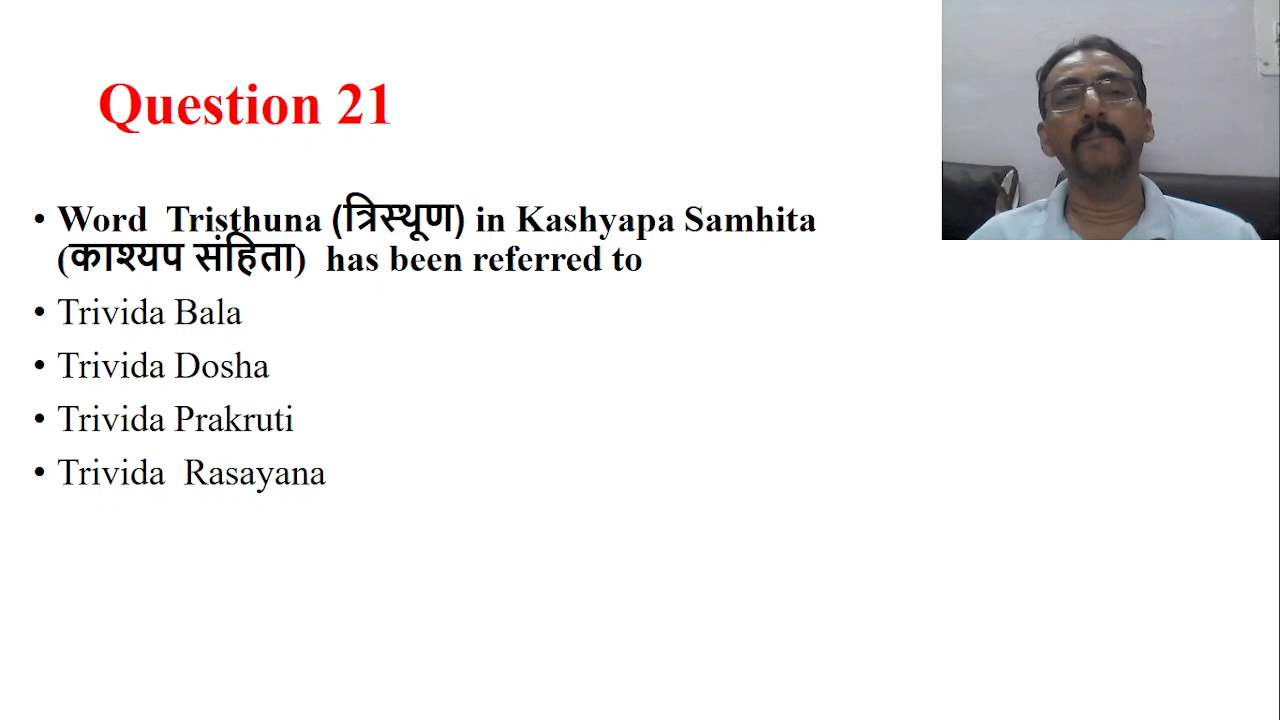 Question 21
• Word Tristhuna (त्रिस्थूण) in Kashyapa Samhita
(काश्यप संहिता) has been referred to
• Trivida Bala
• Trivida Dosha
• Trivida Prakruti
• Trivida Rasayana